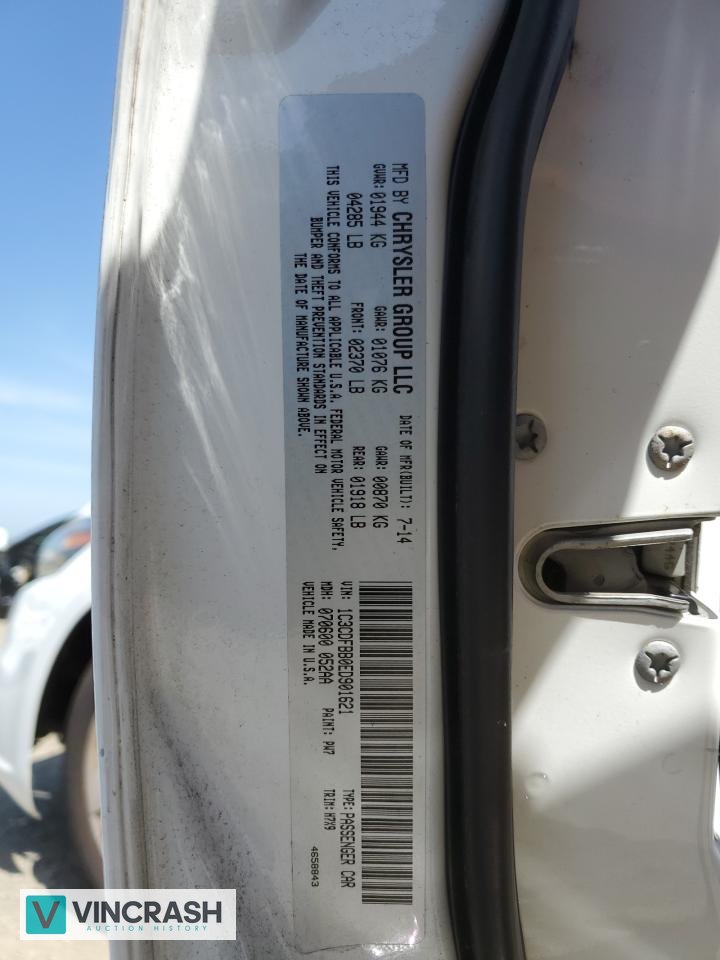 MFD BY CHRYSLER GROUP LLC
DATE OF MFR(BUILT): 7-14
GVWR: 01944 KG
GAWR: 01076 KG
GAWR: 00870 KG
04285 LB
FRONT: 02370 LB
REAR: 01918 LB
THIS VEHICLE CONFORMS TO ALL APPLICABLE U.S.A. FEDERAL MOTOR VEHICLE SAFETY,
BUMPER AND THEFT PREVENTION STANDARDS IN EFFECT ON
THE DATE OF MANUFACTURE SHOWN ABOVE.
VIN: 1C3CDFBB0ED901621
TYPE: PASSENGER CAR
MDH: 070600 052AA
PAINT: PW7
TRIM: H7X9
VEHICLE MADE IN U.S.A.
4658843
VINCRASH
AUCTION HISTORY